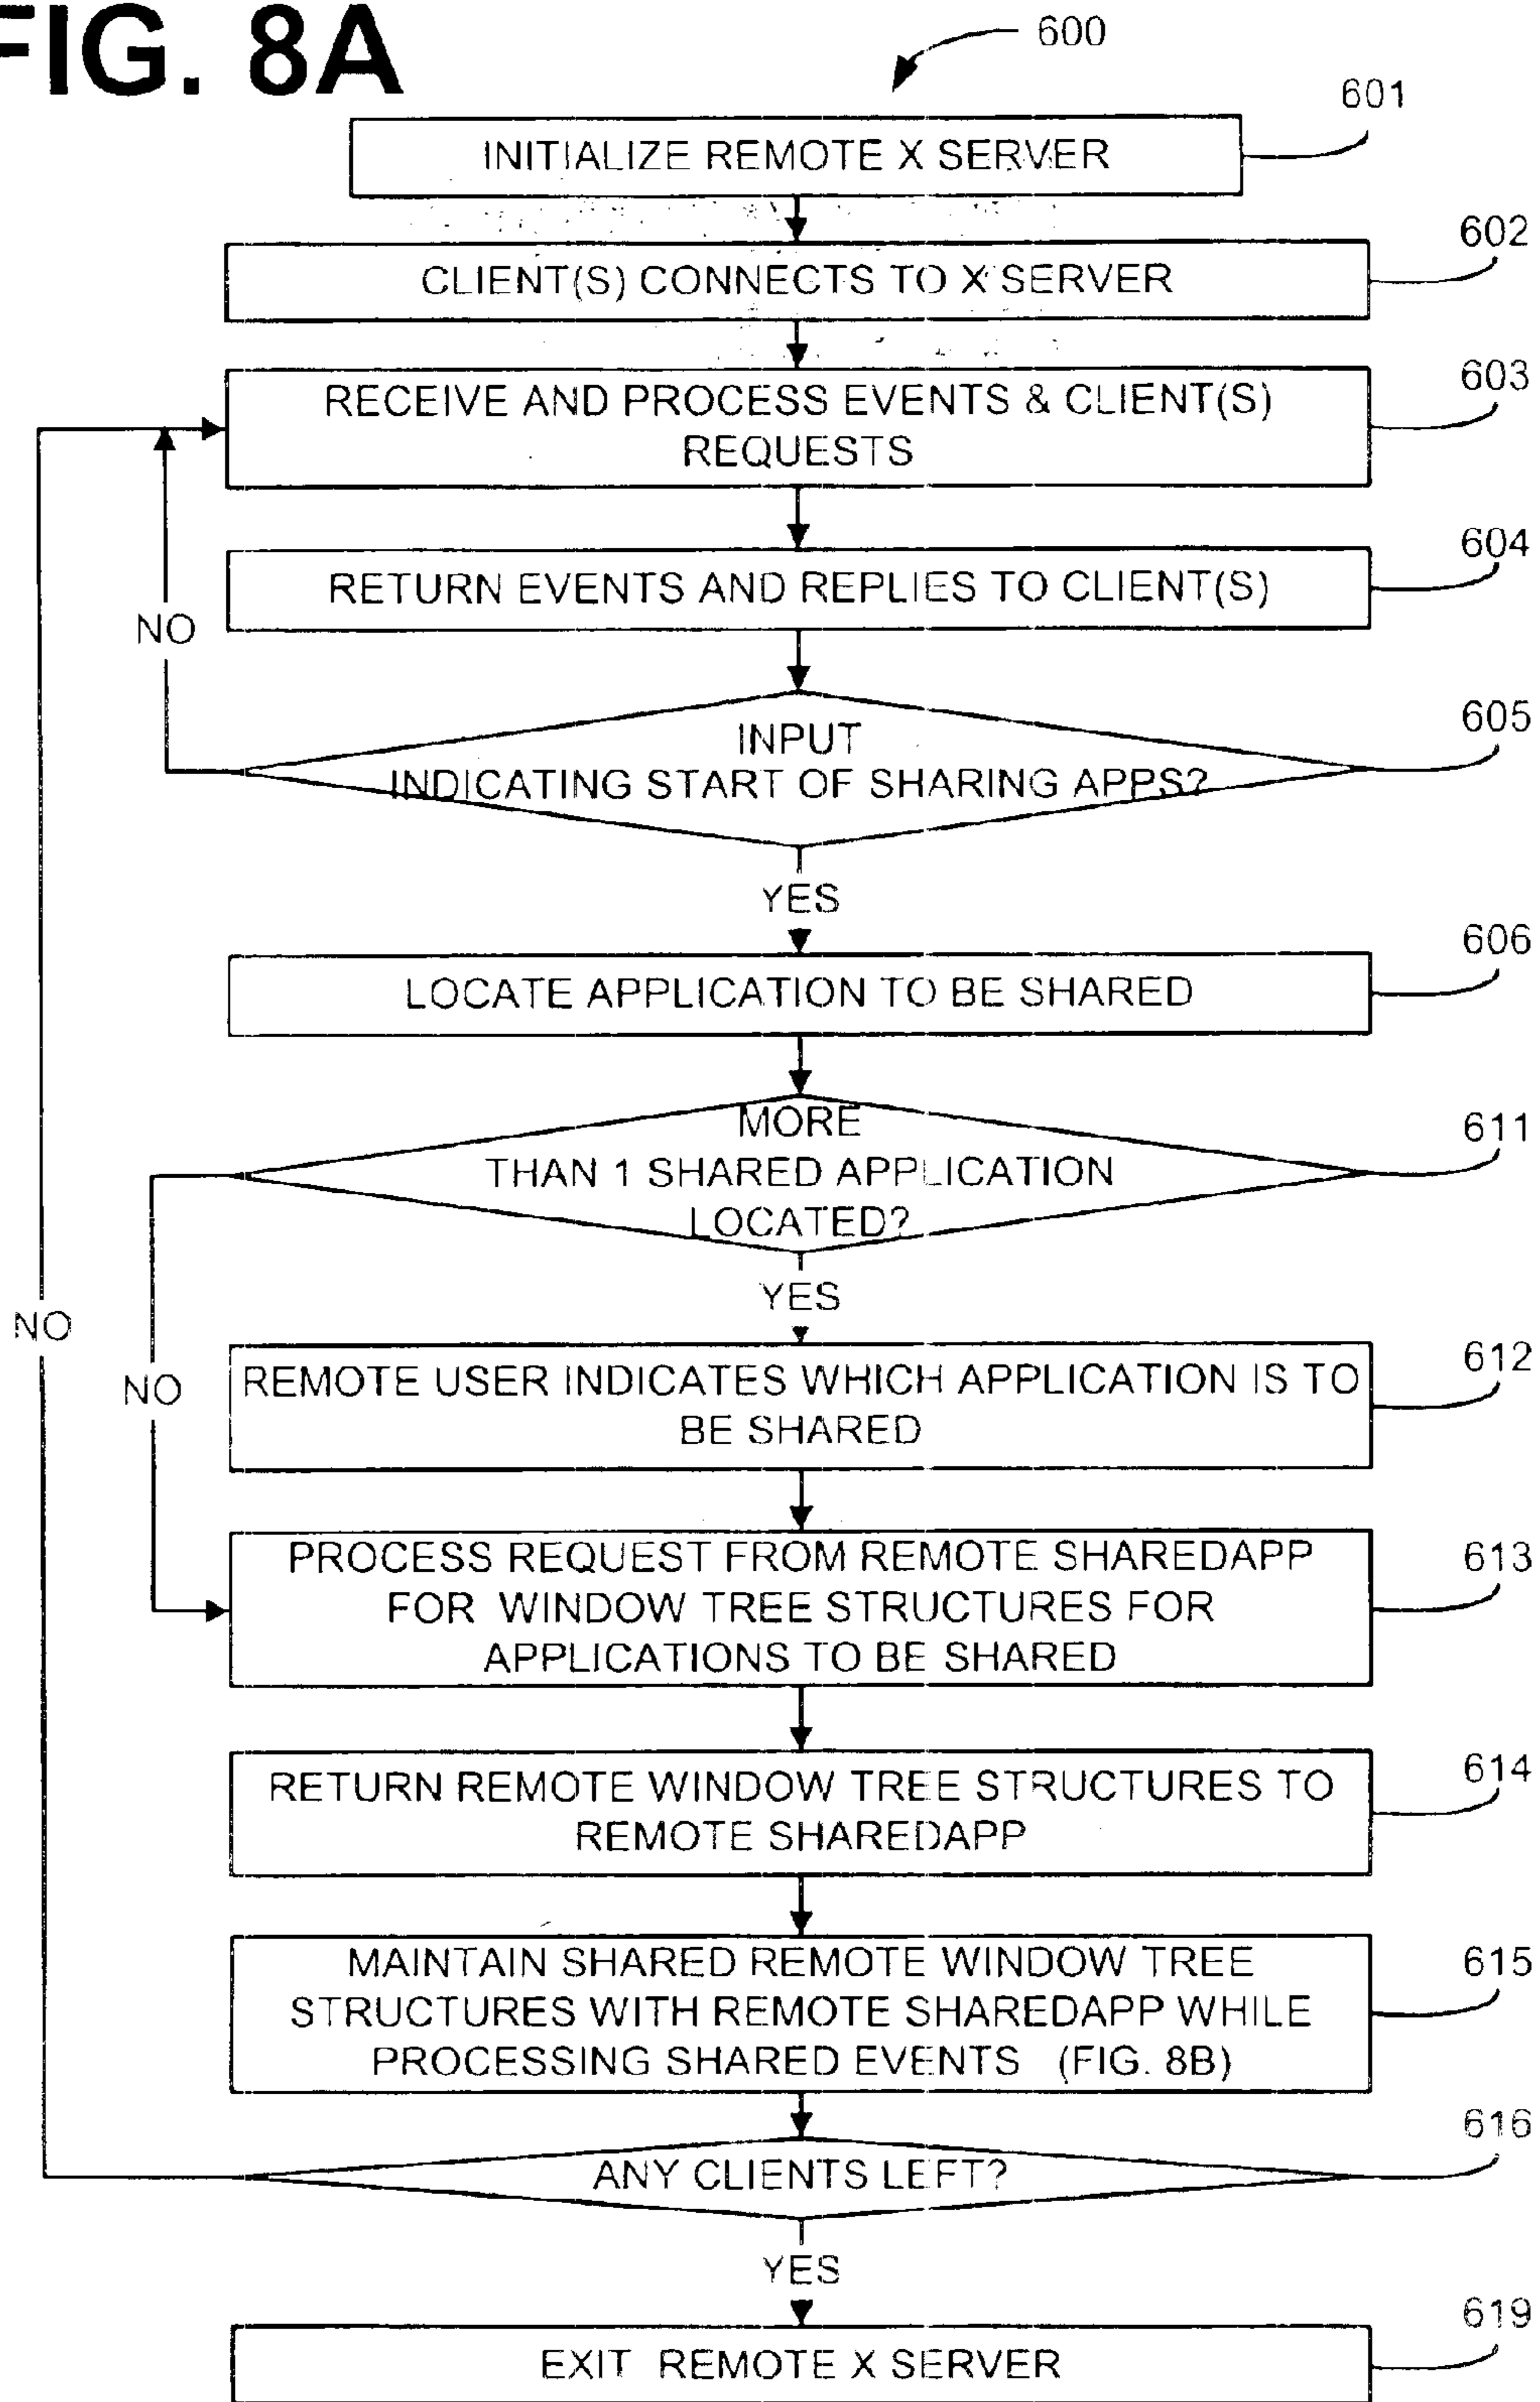 FIG. 8A
600
601
INITIALIZE REMOTE X SERVER
602
CLIENT(S) CONNECTS TO X SERVER
603
RECEIVE AND PROCESS EVENTS & CLIENT(S)
REQUESTS
604
RETURN EVENTS AND REPLIES TO CLIENT(S)
NO
605
INPUT
INDICATING START OF SHARING APPS?
YES
606
LOCATE APPLICATION TO BE SHARED
611
MORE
THAN 1 SHARED APPLICATION
LOCATED?
YES
NO
NO
612
REMOTE USER INDICATES WHICH APPLICATION IS TO
BE SHARED
613
PROCESS REQUEST FROM REMOTE SHAREDAPP
FOR WINDOW TREE STRUCTURES FOR
APPLICATIONS TO BE SHARED
614
RETURN REMOTE WINDOW TREE STRUCTURES TO
REMOTE SHAREDAPP
615
MAINTAIN SHARED REMOTE WINDOW TREE
STRUCTURES WITH REMOTE SHAREDAPP WHILE
PROCESSING SHARED EVENTS (FIG. 8B)
616
ANY CLIENTS LEFT?
YES
619
EXIT REMOTE X SERVER